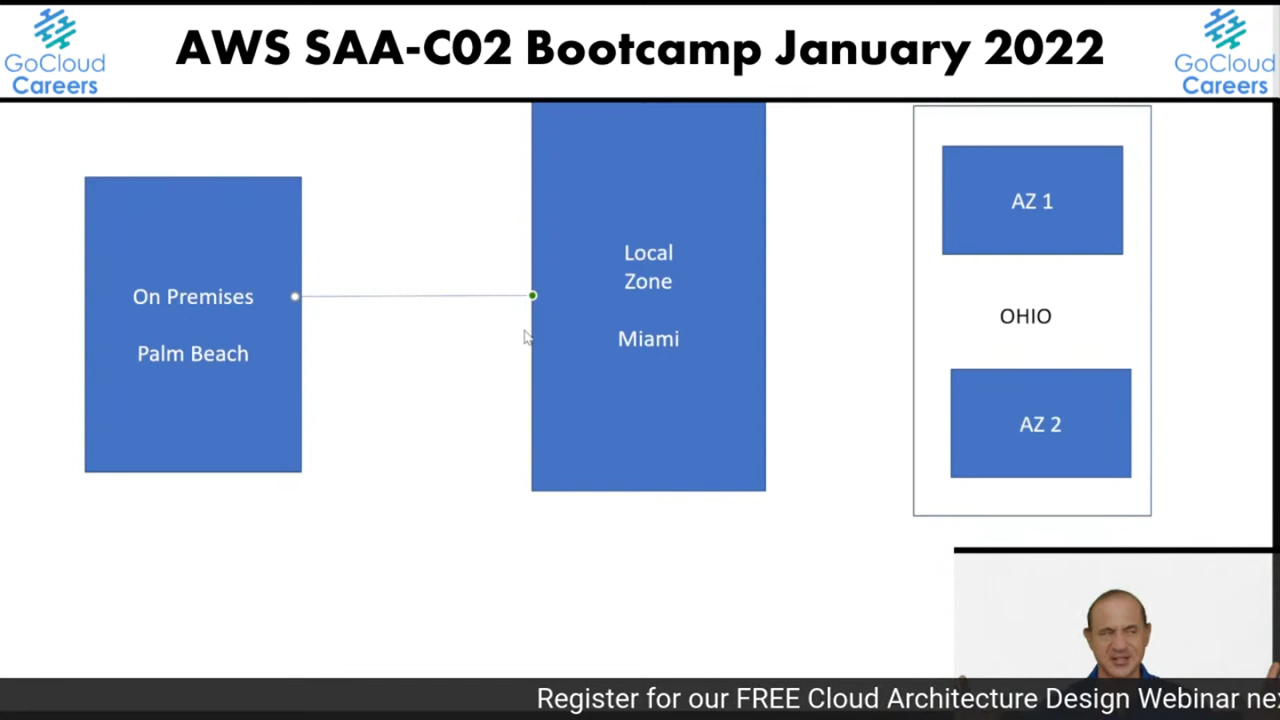 GoCloud
Careers
AWS SAA-C02 Bootcamp January 2022
GoCloud
Careers
On Premises
Palm Beach
Local
Zone
Miami
AZ 1
OHIO
AZ 2
Register for our FREE Cloud Architecture Design Webinar